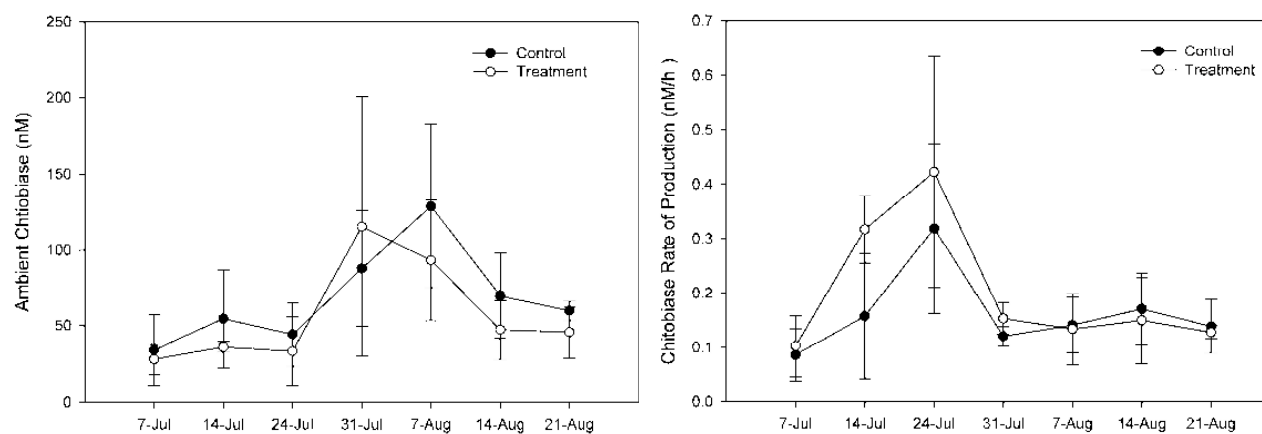 Ambient Chtiobiase (nM)
250
200
150
100
50
0
Control
Treatment
7-Jul 14-Jul 24-Jul 31-Jul 7-Aug 14-Aug 21-Aug
Chitobiase Rate of Production (nM/h )
0.7
0.6
0.5
0.4
0.3
0.2
0.1
0.0
Control
Treatment
7-Jul 14-Jul 24-Jul 31-Jul 7-Aug 14-Aug 21-Aug